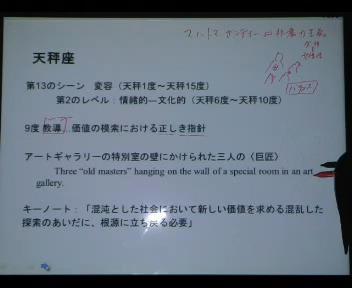 天秤座
第13のシーン 変容（天秤1度～天秤15度）
第2のレベル：情緒的―文化的（天秤6度～天秤10度）
9度 教導 価値の模索における正しき指針
アートギャラリーの特別室の壁にかけられた三人の〈巨匠〉
Three "old masters" hanging on the wall of a special room in an art
gallery.
キーノート：「混沌とした社会において新しい価値を求める混乱した
探索のあいだに、根源に立ち戻る必要」